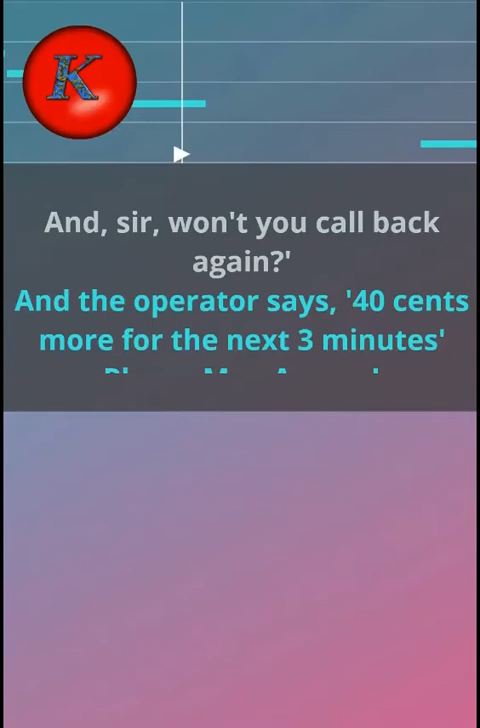 K
And, sir, won't you call back
again?'
And the operator says, '40 cents
more for the next 3 minutes'